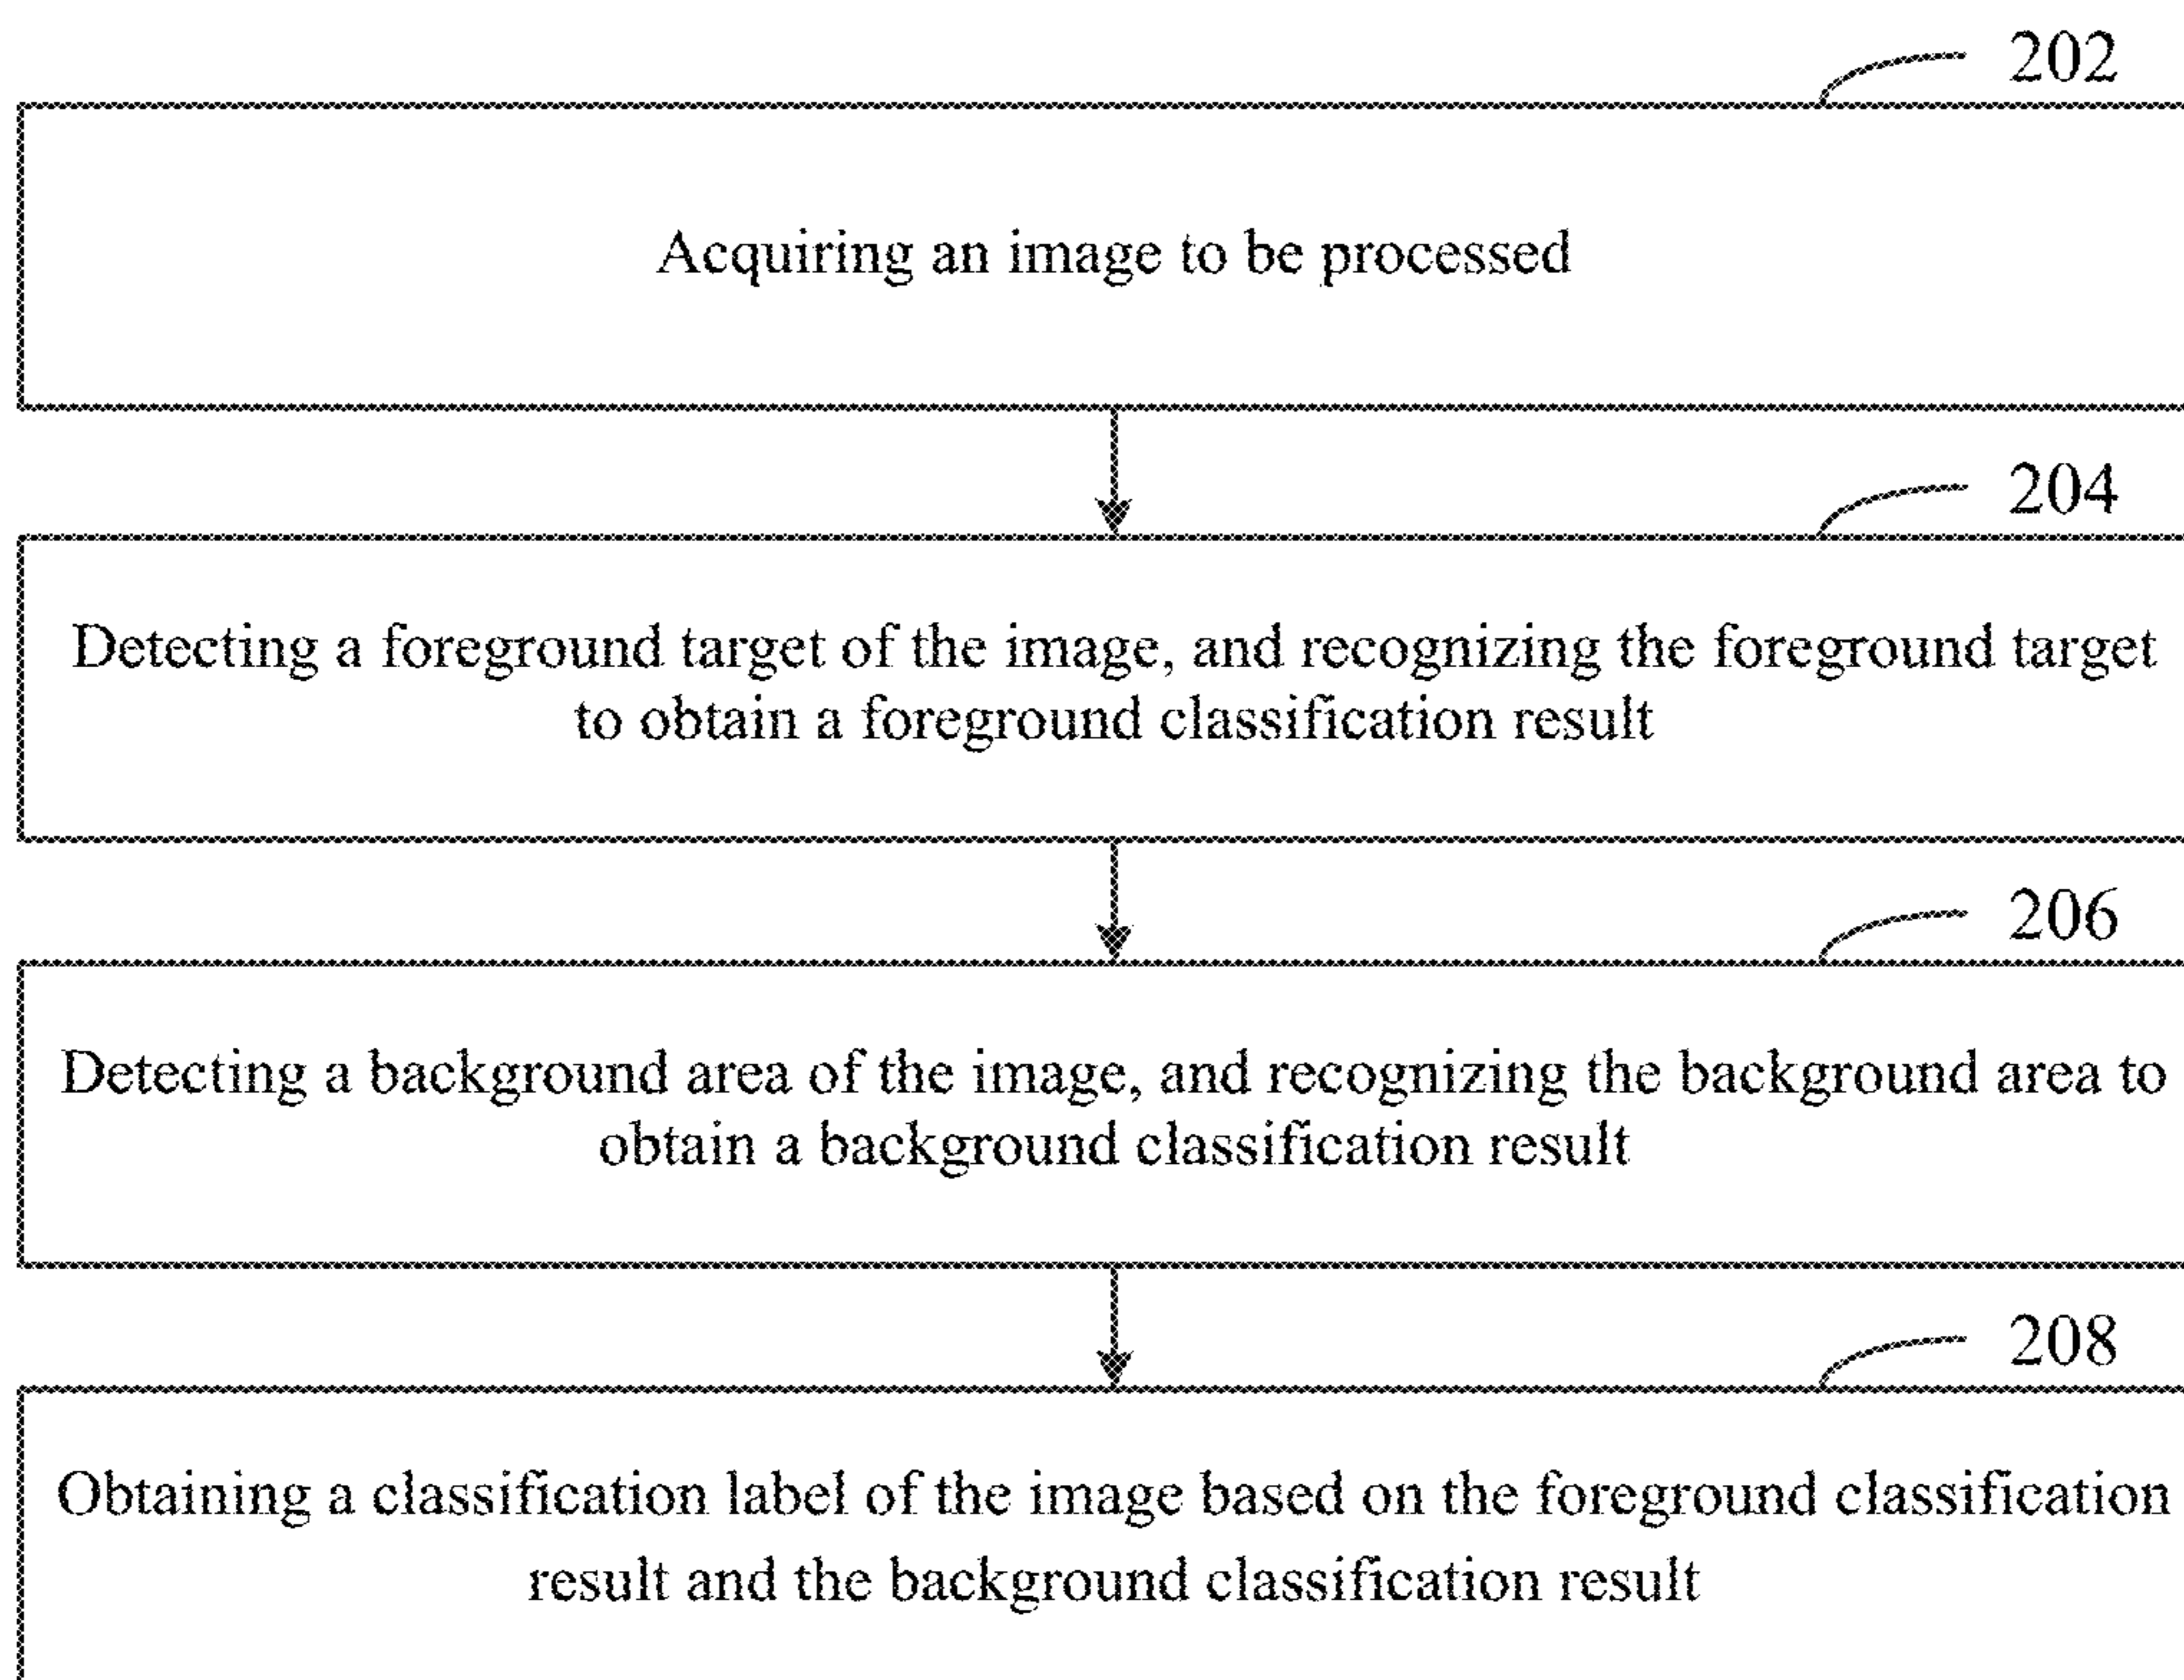 202
Acquiring an image to be processed
204
Detecting a foreground target of the image, and recognizing the foreground target
to obtain a foreground classification result
206
Detecting a background area of the image, and recognizing the background area to
obtain a background classification result
208
Obtaining a classification label of the image based on the foreground classification
result and the background classification result